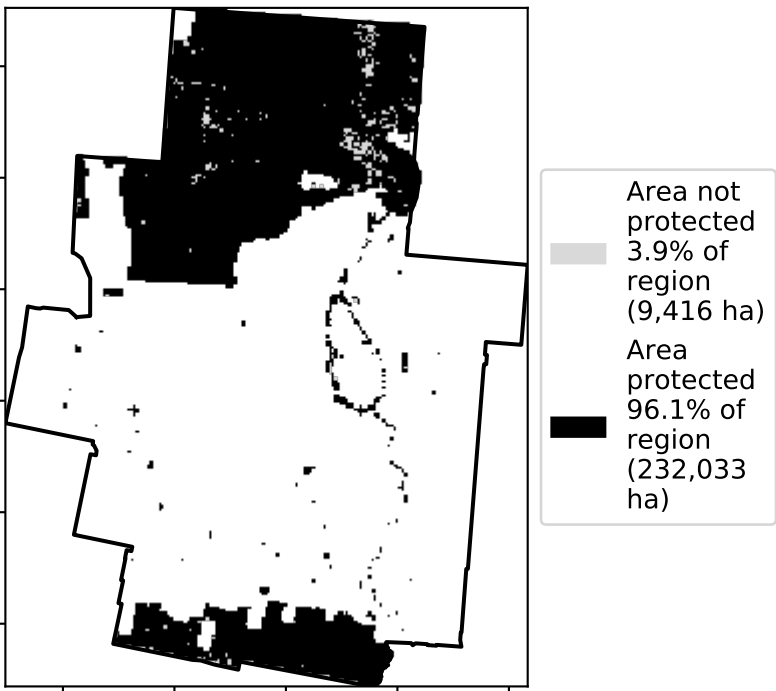 Area not
protected
3.9% of
region
(9,416 ha)
Area
protected
96.1% of
region
(232,033
ha)